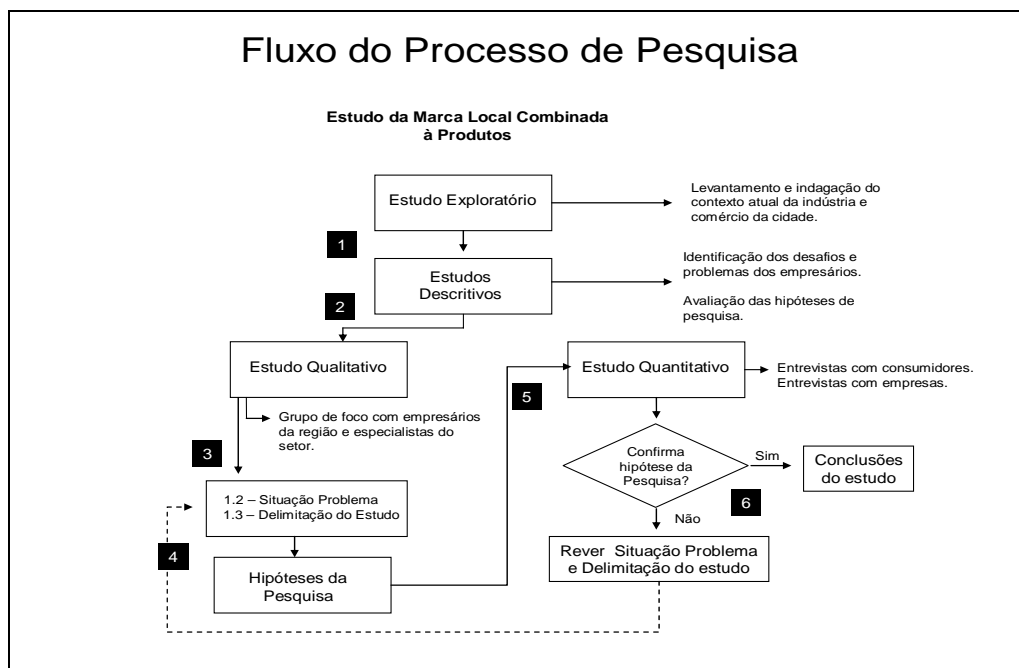 Fluxo do Processo de Pesquisa
Estudo da Marca Local Combinada
à Produtos
Estudo Exploratório
Levantamento e indagação do
contexto atual da indústria e
comércio da cidade.
1
Estudos
Descritivos
Identificação dos desafios e
problemas dos empresários.
Avaliação das hipóteses de
pesquisa.
2
Estudo Qualitativo
Grupo de foco com empresários
da região e especialistas do
setor.
3
1.2 – Situação Problema
1.3 – Delimitação do Estudo
4
Hipóteses da
Pesquisa
5
Estudo Quantitativo
Entrevistas com consumidores.
Entrevistas com empresas.
Confirma
hipótese da
Pesquisa?
Sim
Conclusões
do estudo
6
Não
Rever Situação Problema
e Delimitação do estudo